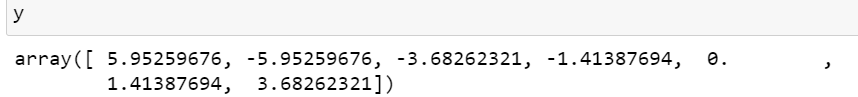 y
array([ 5.95259676, -5.95259676, -3.68262321, -1.41387694,  0.        ,
        1.41387694,  3.68262321])